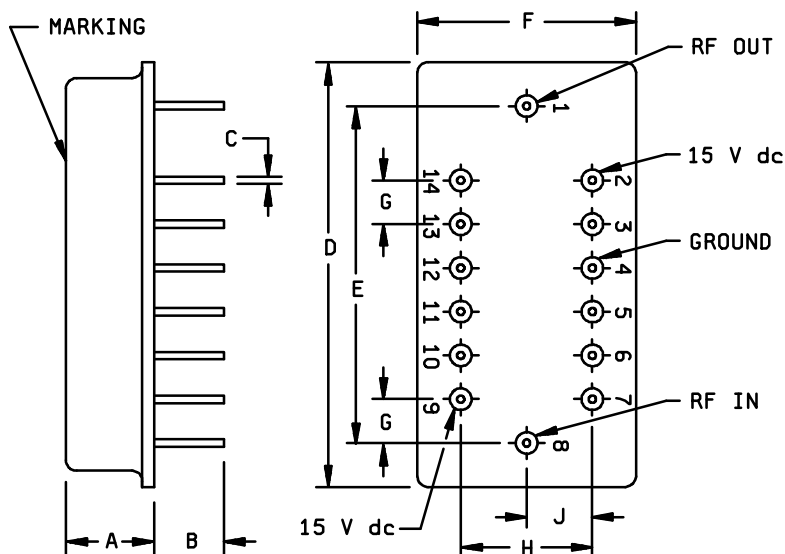 MARKING
F
RF OUT
1
C
15 V dc
14
2
G
13
3
D
E
12
4
GROUND
11
5
10
6
9
7
G
RF IN
8
15 V dc
A
B
J
H